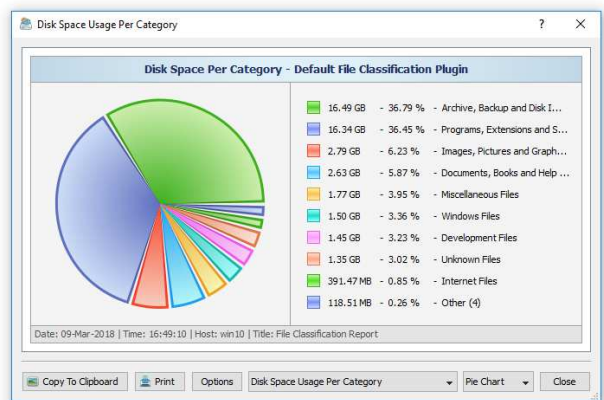 Disk Space Usage Per Category
?
Disk Space Per Category - Default File Classification Plugin
16.49 GB - 36.79 % - Archive, Backup and Disk I...
16.34 GB - 36.45 % - Programs, Extensions and S...
2.79 GB - 6.23 % - Images, Pictures and Graph...
2.63 GB - 5.87 % - Documents, Books and Help ...
1.77 GB - 3.95 % - Miscellaneous Files
1.50 GB - 3.36 % - Windows Files
1.45 GB - 3.23 % - Development Files
1.35 GB - 3.02 % - Unknown Files
391.47 MB - 0.85 % - Internet Files
118.51 MB - 0.26 % - Other (4)
Date: 09-Mar-2018 | Time: 16:49:10 | Host: win10 | Title: File Classification Report
Copy To Clipboard Print Options Disk Space Usage Per Category Pie Chart Close